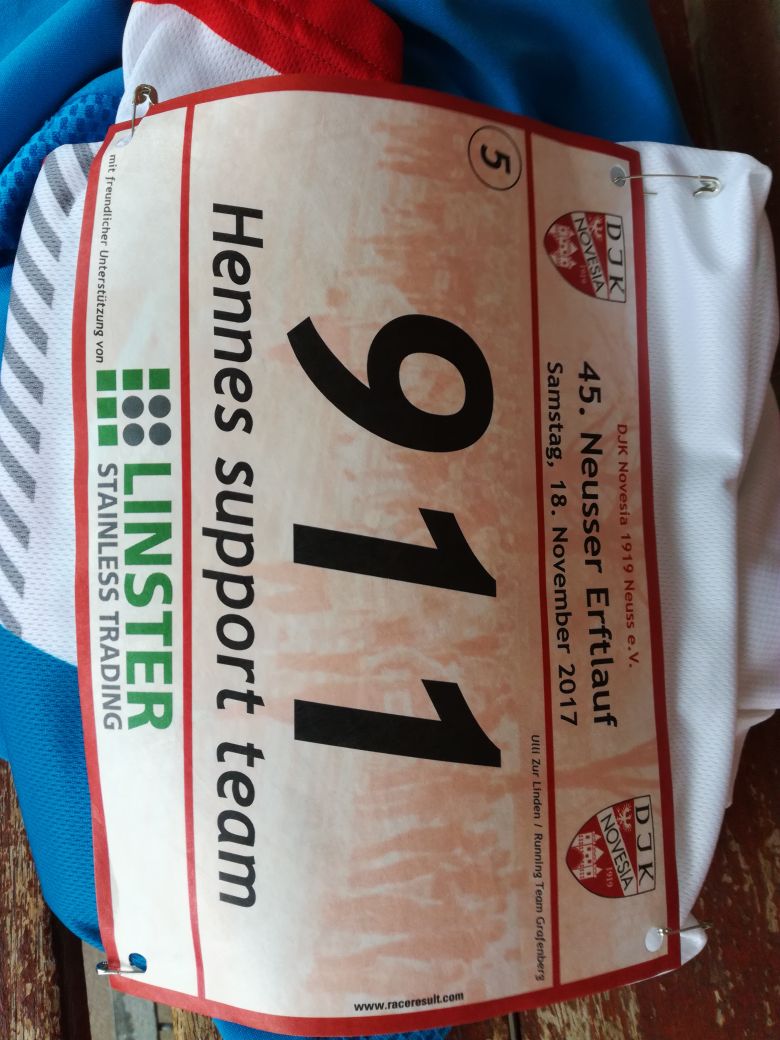 DJK Novesia 1919 Neuss e.V.
DJK
NOVESIA
1919
45. Neusser Erftlauf
Samstag, 18. November 2017
DJK
NOVESIA
1919
5
Ulli Zur Linden / Running Team Grafenberg
911
Hennes support team
www.raceresult.com
mit freundlicher Unterstützung von
LINSTER
STAINLESS TRADING